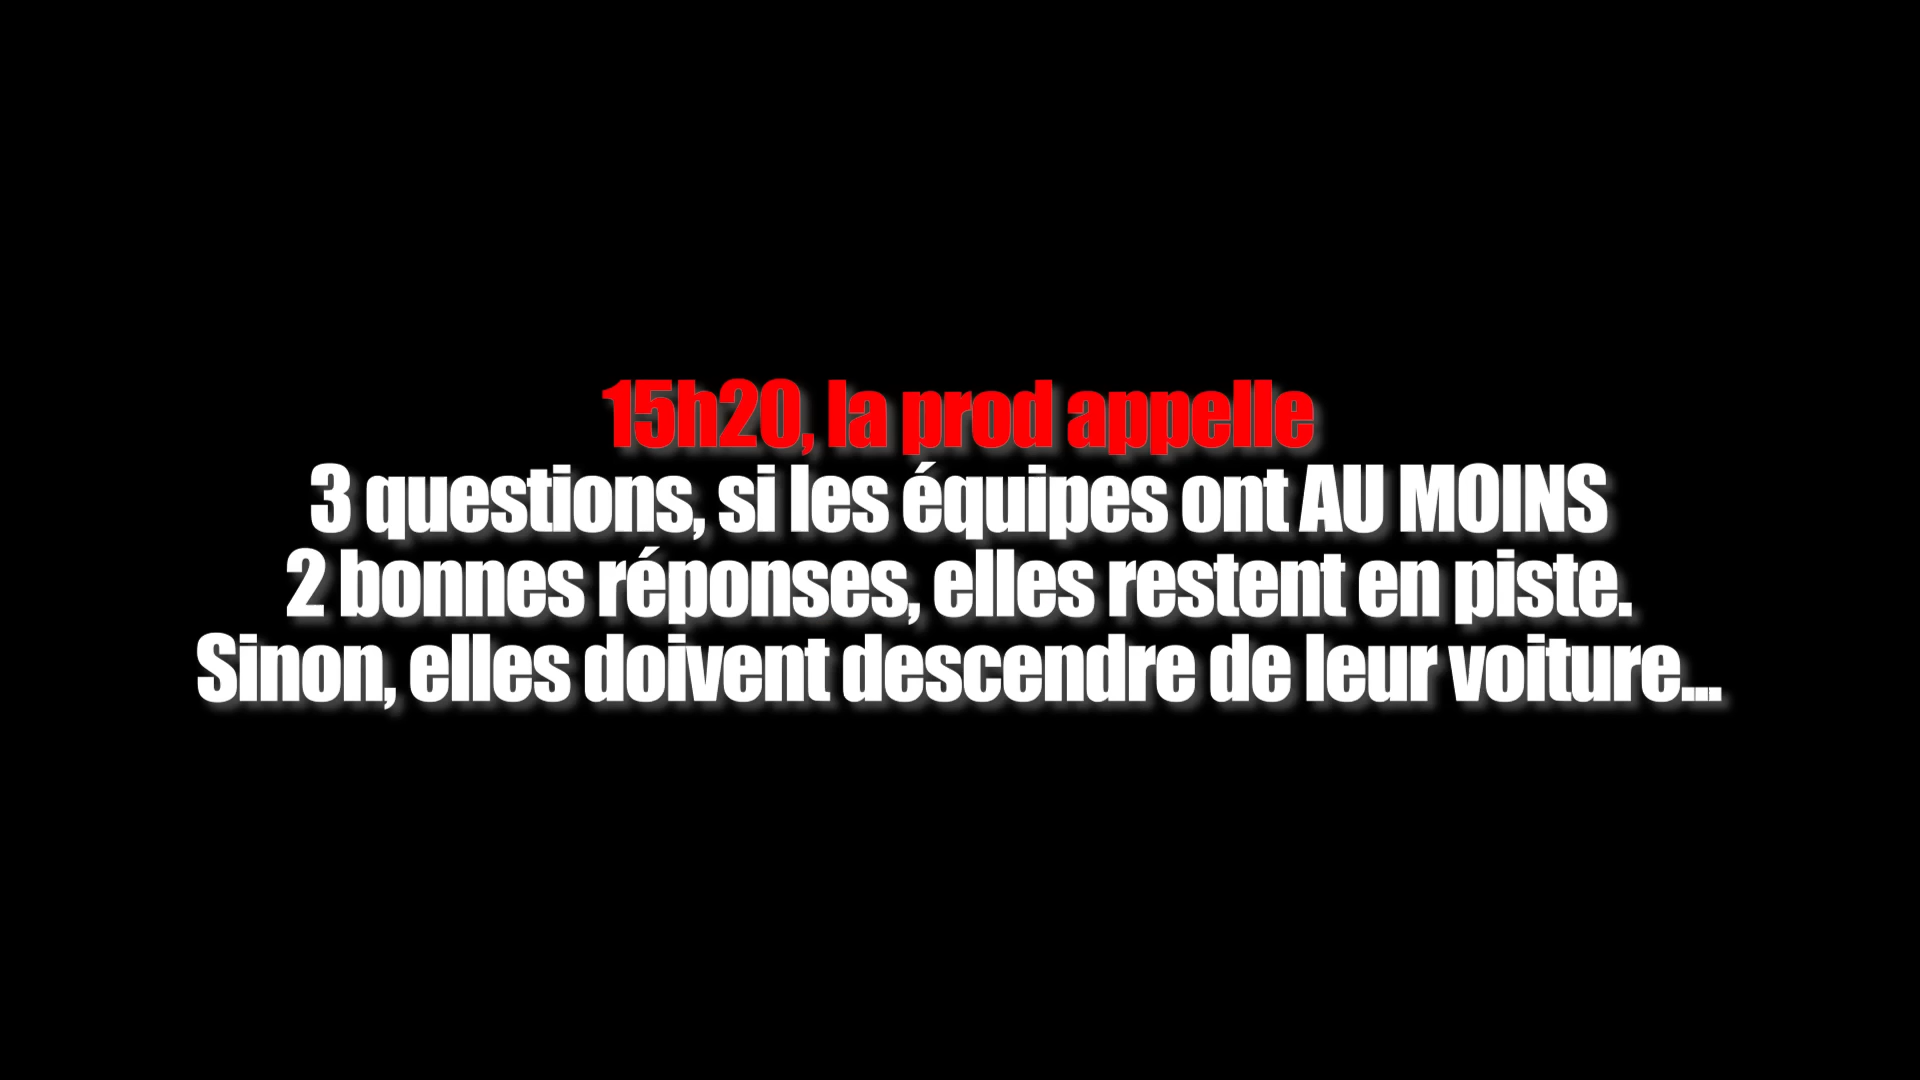 15h20, la prod appelle
3 questions, si les équipes ont AU MOINS
2 bonnes réponses, elles restent en piste.
Sinon, elles doivent descendre de leur voiture...